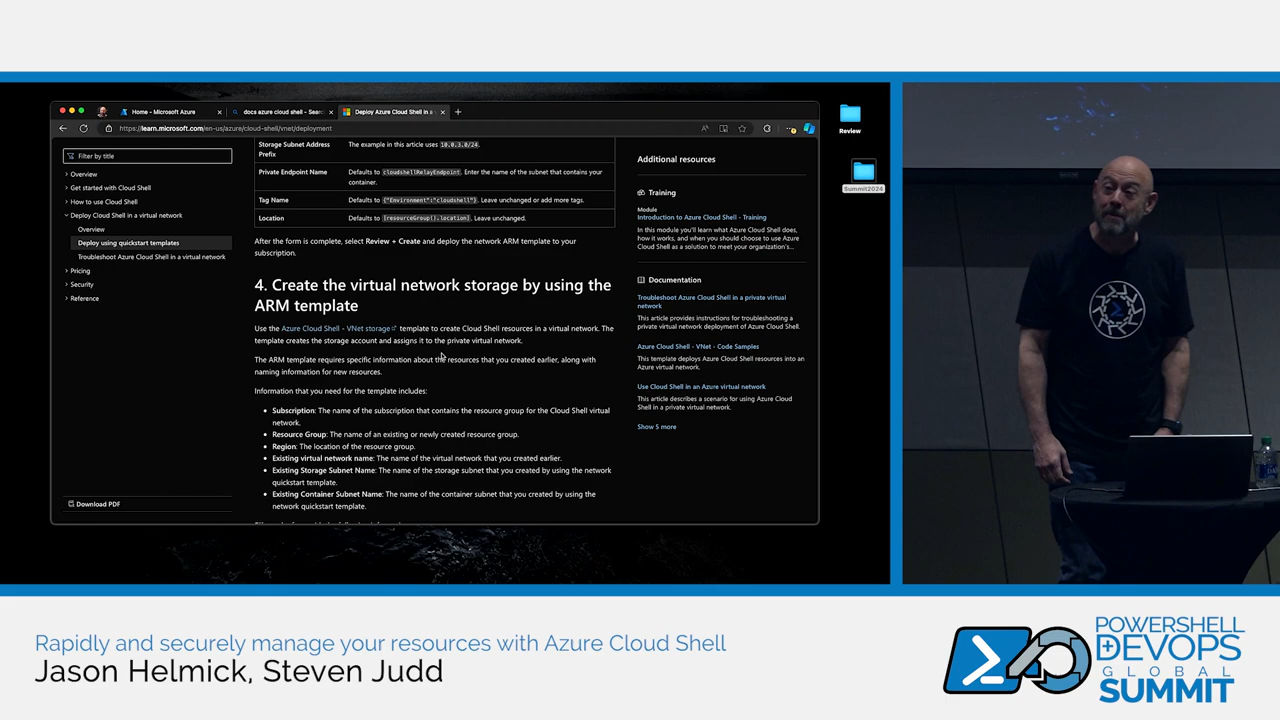 Home - Microsoft Azure
docs azure cloud shell - Sear
Deploy Azure Cloud Shell in a
https://learn.microsoft.com/en-us/azure/cloud-shell/vnet/deployment
Review
Summit2024
Filter by title
Overview
Get started with Cloud Shell
How to use Cloud Shell
Deploy Cloud Shell in a virtual network
Overview
Deploy using quickstart templates
Troubleshoot Azure Cloud Shell in a virtual network
Pricing
Security
Reference
Download PDF
Storage Subnet Address Prefix
The example in this article uses 10.0.3.0/24.
Private Endpoint Name
Defaults to cloudshellRelayEndpoint. Enter the name of the subnet that contains your
container.
Tag Name
Defaults to {"Environment":"cloudshell"}. Leave unchanged or add more tags.
Location
Defaults to [resourceGroup().location]. Leave unchanged.
After the form is complete, select Review + Create and deploy the network ARM template to your
subscription.
4. Create the virtual network storage by using the
ARM template
Use the Azure Cloud Shell - VNet storage template to create Cloud Shell resources in a virtual network. The
template creates the storage account and assigns it to the private virtual network.
The ARM template requires specific information about the resources that you created earlier, along with
naming information for new resources.
Information that you need for the template includes:
• Subscription: The name of the subscription that contains the resource group for the Cloud Shell virtual
network.
• Resource Group: The name of an existing or newly created resource group.
• Region: The location of the resource group.
• Existing virtual network name: The name of the virtual network that you created earlier.
• Existing Storage Subnet Name: The name of the storage subnet that you created by using the network
quickstart template.
• Existing Container Subnet Name: The name of the container subnet that you created by using the
network quickstart template.
Additional resources
Training
Module
Introduction to Azure Cloud Shell - Training
In this module you'll learn what Azure Cloud Shell does,
how it works, and when you should choose to use Azure
Cloud Shell as a solution to meet your organization's...
Documentation
Troubleshoot Azure Cloud Shell in a private virtual
network
This article provides instructions for troubleshooting a
private virtual network deployment of Azure Cloud Shell.
Azure Cloud Shell - VNet - Code Samples
This template deploys Azure Cloud Shell resources into an
Azure virtual network.
Use Cloud Shell in an Azure virtual network
This article describes a scenario for using Azure Cloud
Shell in a private virtual network.
Show 5 more
Rapidly and securely manage your resources with Azure Cloud Shell
Jason Helmick, Steven Judd
POWERSHELL
+DEVOPS
GLOBAL
SUMMIT